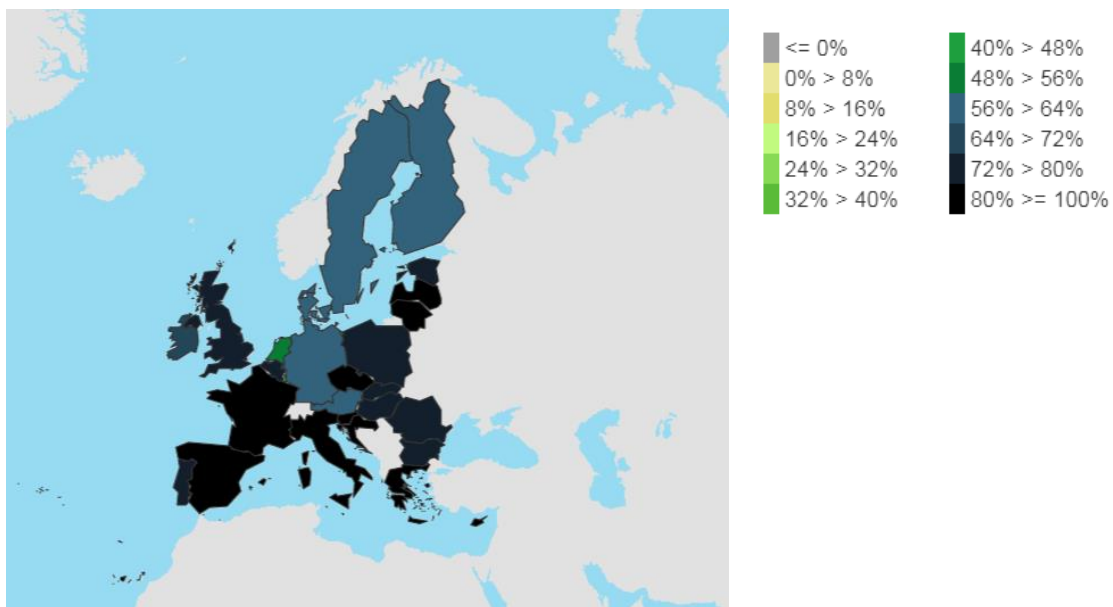 <= 0%
0% > 8%
8% > 16%
16% > 24%
24% > 32%
32% > 40%
40% > 48%
48% > 56%
56% > 64%
64% > 72%
72% > 80%
80% >= 100%